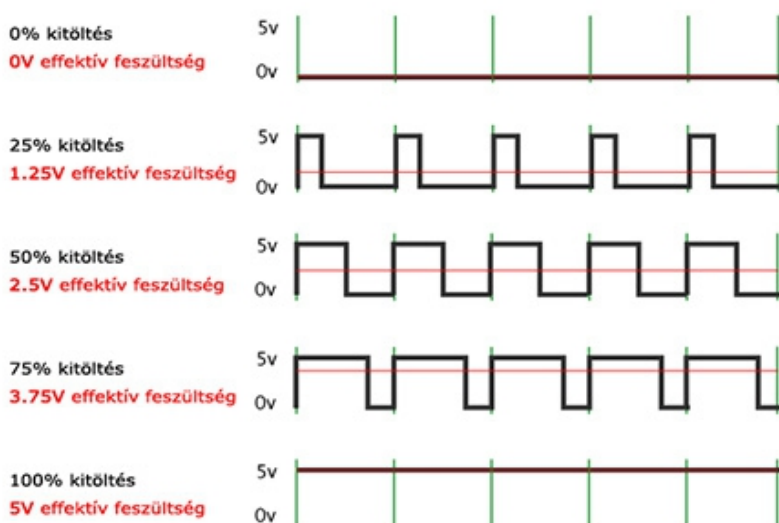 0% kitöltés
0V effektív feszültség
5v
0v
25% kitöltés
1.25V effektív feszültség
5v
0v
50% kitöltés
2.5V effektív feszültség
5v
0v
75% kitöltés
3.75V effektív feszültség
5v
0v
100% kitöltés
5V effektív feszültség
5v
0v